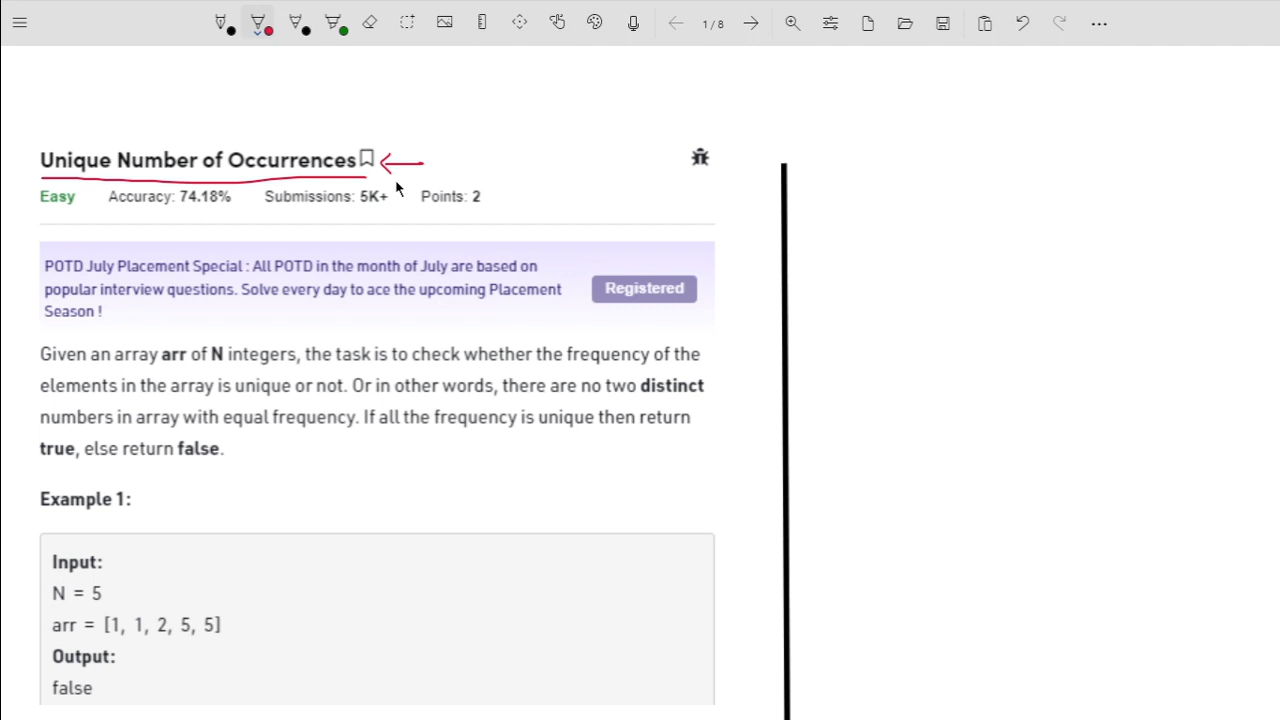 1/8
Unique Number of Occurrences
Easy Accuracy: 74.18% Submissions: 5K+ Points: 2
POTD July Placement Special : All POTD in the month of July are based on
popular interview questions. Solve every day to ace the upcoming Placement
Season !
Registered
Given an array arr of N integers, the task is to check whether the frequency of the
elements in the array is unique or not. Or in other words, there are no two distinct
numbers in array with equal frequency. If all the frequency is unique then return
true, else return false.
Example 1:
Input:
N = 5
arr = [1, 1, 2, 5, 5]
Output:
false